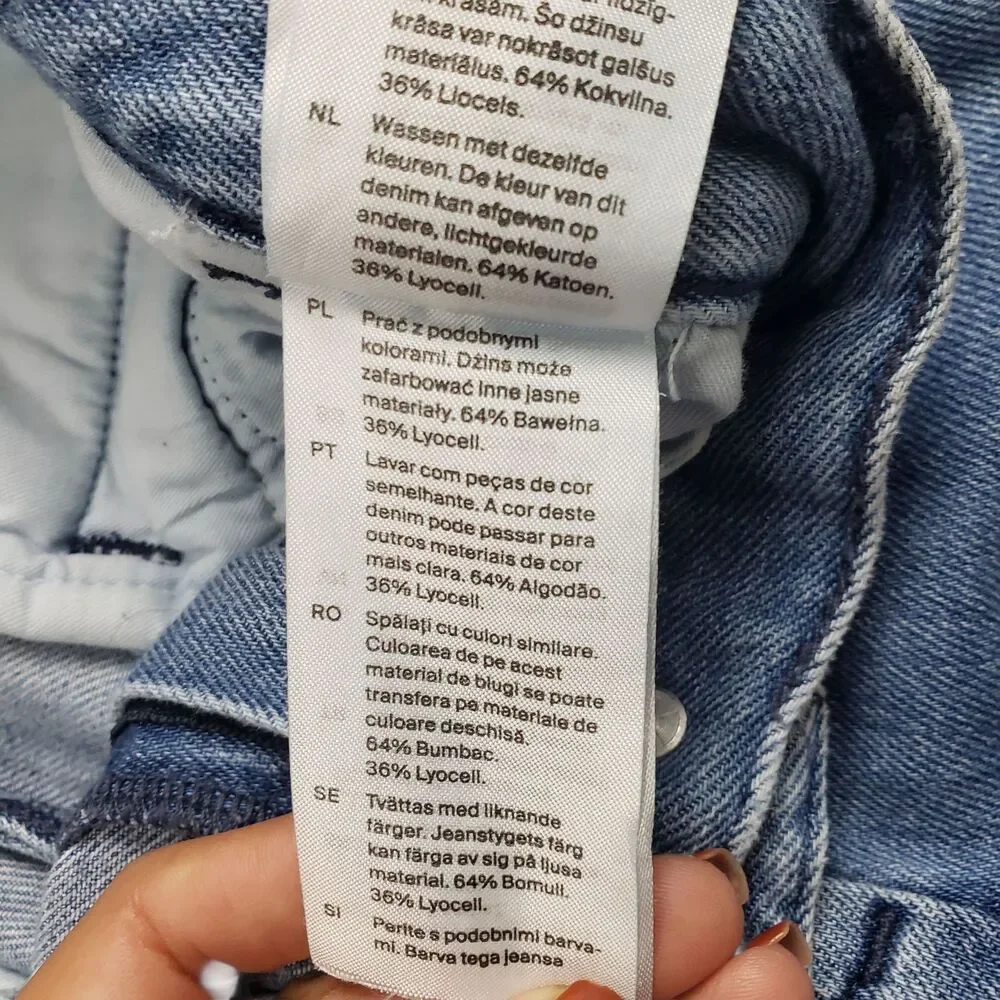 krāsām. Šo džinsu
krāsa var nokrāsot gaišus
materiālus. 64% Kokvilna.
36% Liocels.
NL Wassen met dezelfde
kleuren. De kleur van dit
denim kan afgeven op
andere, lichtgekleurde
materialen. 64% Katoen.
36% Lyocell.
PL Prać z podobnymi
kolorami. Dżins może
zafarbować inne jasne
materiały. 64% Bawełna.
36% Lyocell.
PT Lavar com peças de cor
semelhante. A cor deste
denim pode passar para
outros materiais de cor
mais clara. 64% Algodão.
36% Lyocell.
RO Spălați cu culori similare.
Culoarea de pe acest
material de blugi se poate
transfera pe materiale de
culoare deschisă.
64% Bumbac.
36% Lyocell.
SE Tvättas med liknande
färger. Jeanstygets färg
kan färga av sig på ljusa
material. 64% Bomull.
36% Lyocell.
SI Perite s podobnimi barva-
mi. Barva tega jeansa